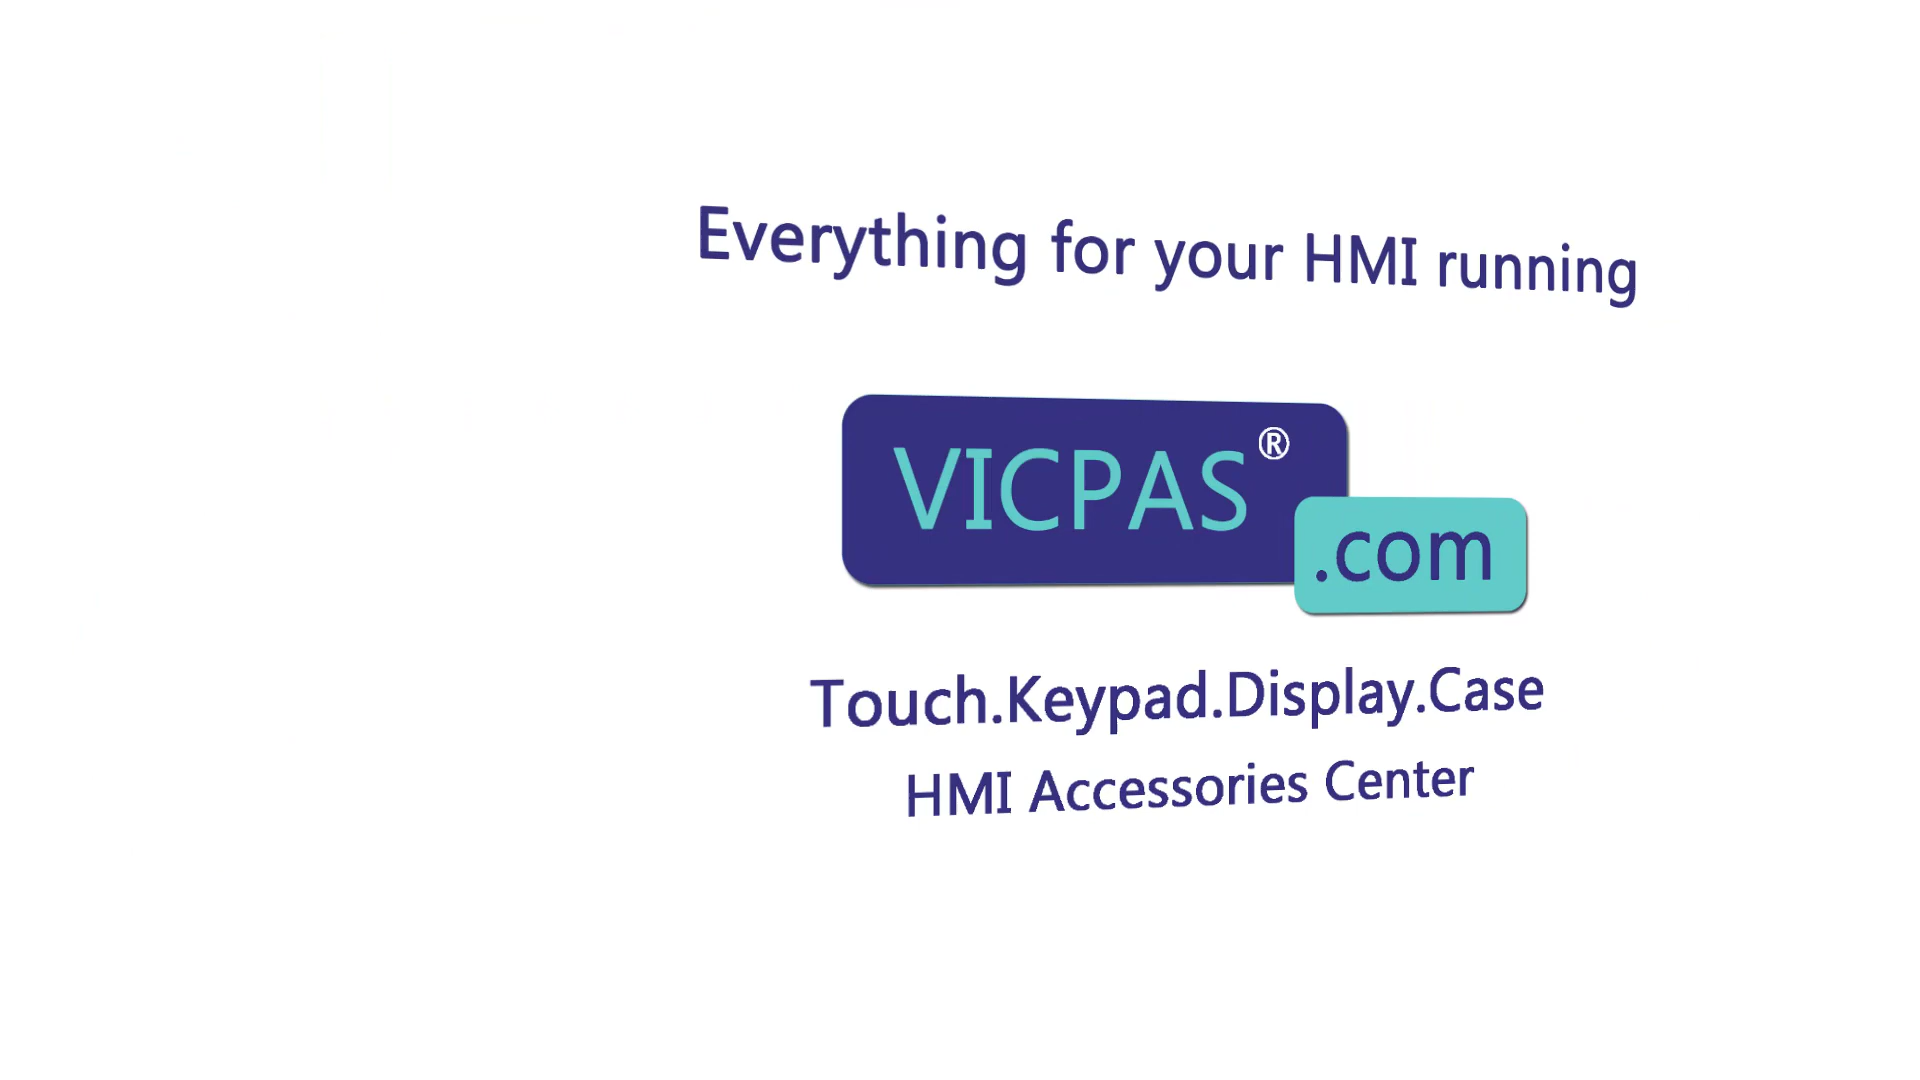 Everything for your HMI running
VICPAS®
.com
Touch.Keypad.Display.Case
HMI Accessories Center